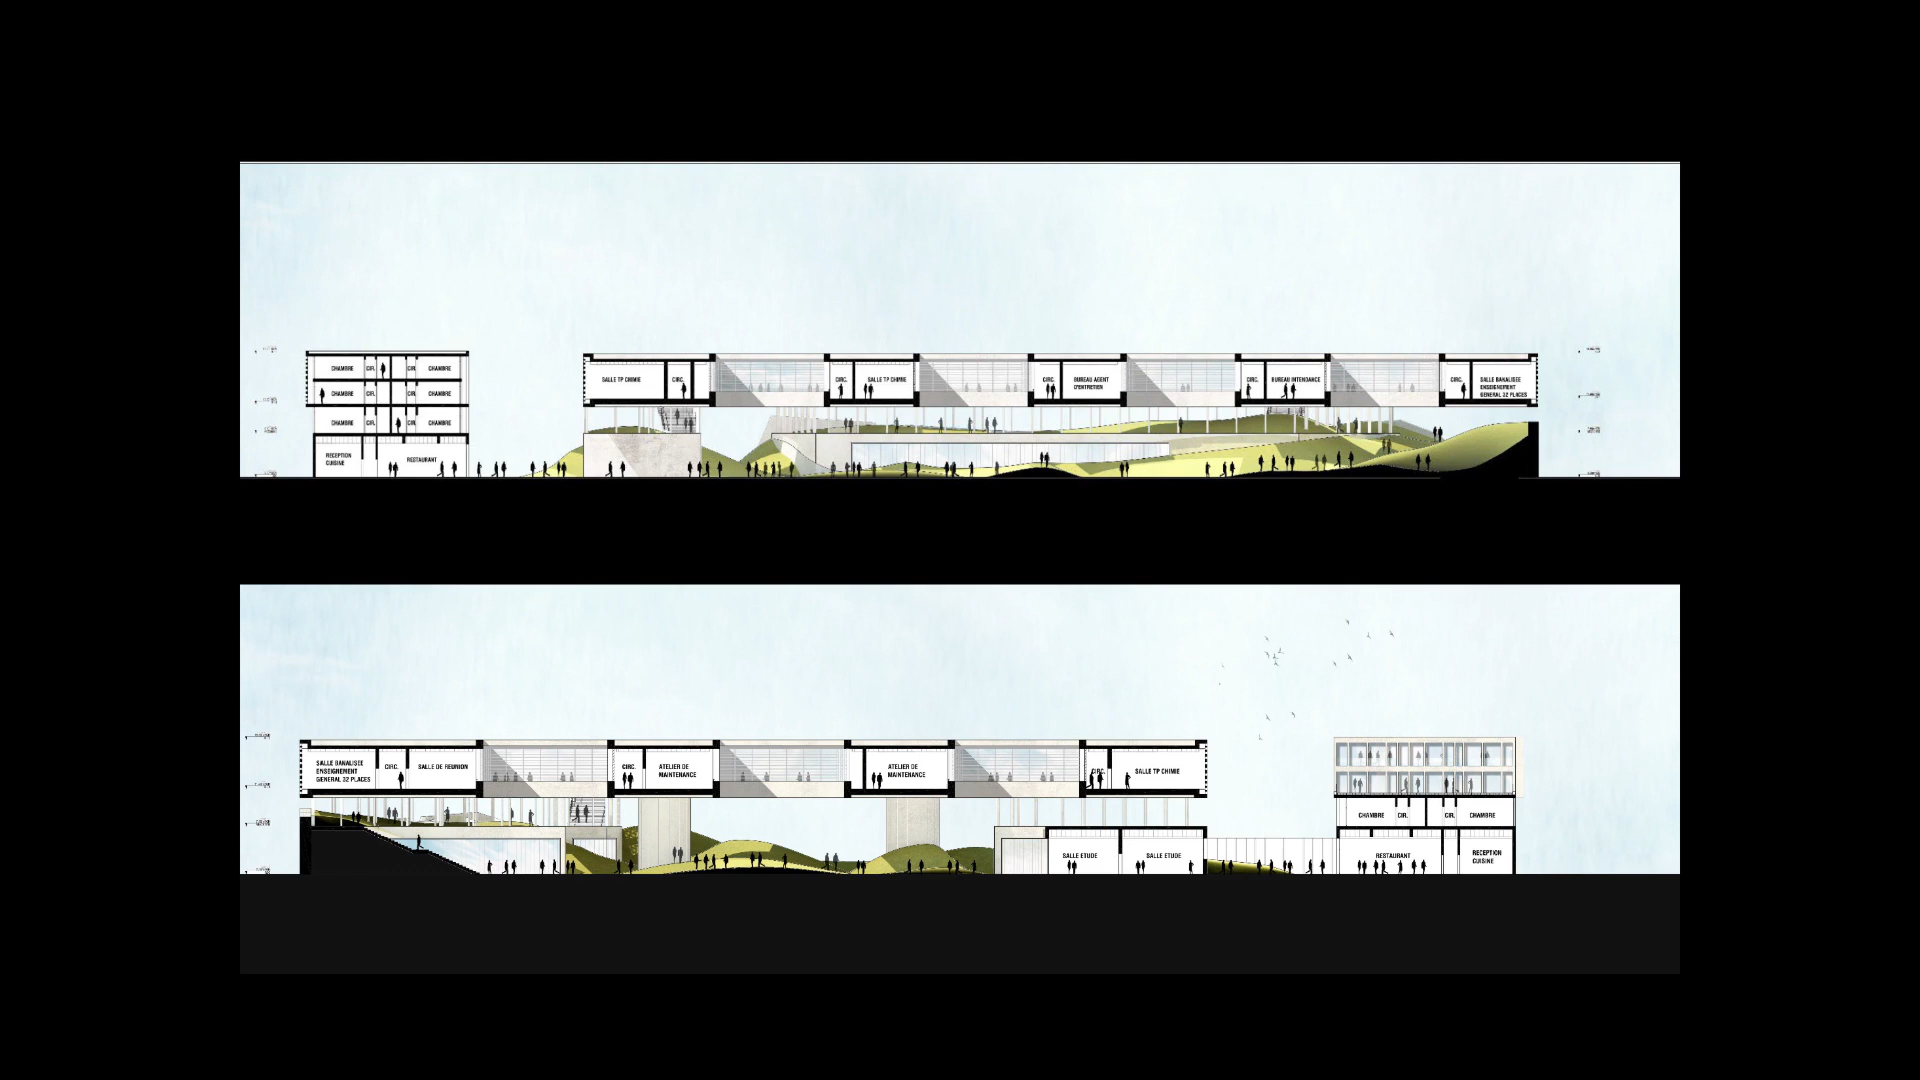 CHAMBRE CIR. CIR. CHAMBRE
CHAMBRE CIR. CIR. CHAMBRE
CHAMBRE CIR. CIR. CHAMBRE
RECEPTION
CUISINE
RESTAURANT
SALLE TP CHIMIE
CIRC.
CIRC.
SALLE TP CHIMIE
CIRC.
BUREAU AGENT
D'ENTRETIEN
CIRC.
BUREAU INTENDANCE
CIRC.
SALLE BANALISEE
ENSEIGNEMENT
GENERAL 32 PLACES
SALLE BANALISEE
ENSEIGNEMENT
GENERAL 32 PLACES
CIRC.
SALLE DE REUNION
CIRC.
ATELIER DE
MAINTENANCE
ATELIER DE
MAINTENANCE
CIRC.
SALLE TP CHIMIE
SALLE ETUDE
SALLE ETUDE
CHAMBRE CIR. CIR. CHAMBRE
RESTAURANT
RECEPTION
CUISINE